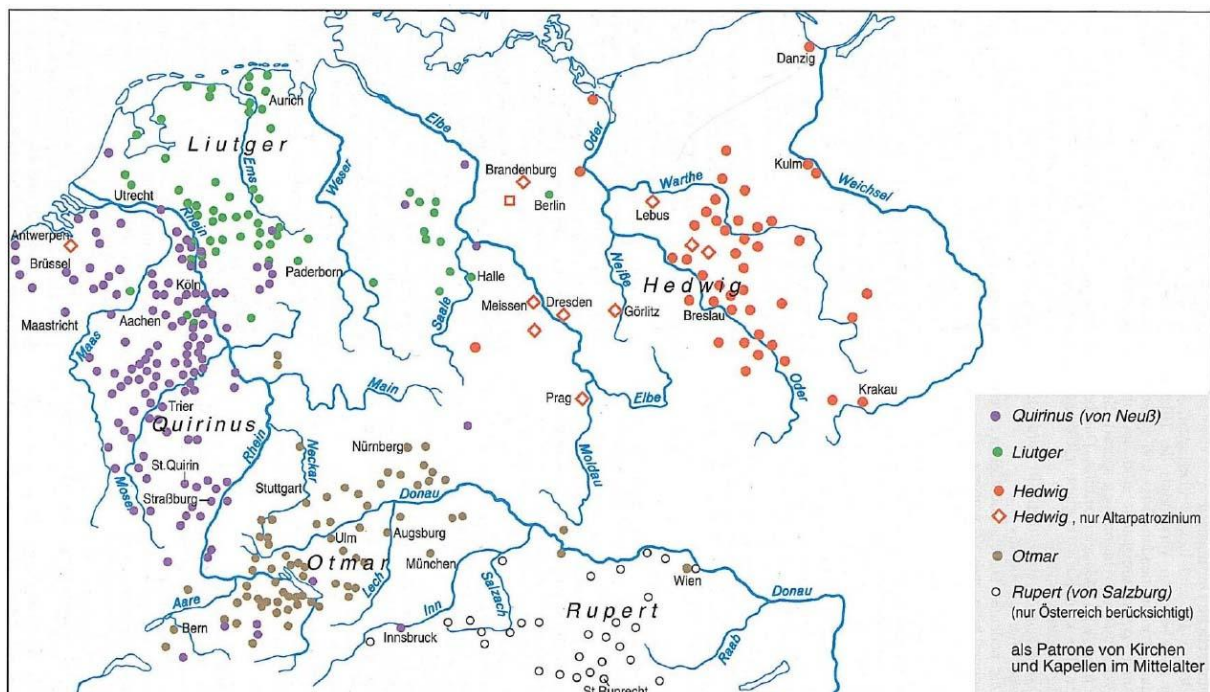 Danzig
Aurich
Elbe
Oder
Liutger
Ems
Weser
Brandenburg
Kulm
Weichsel
Utrecht
Berlin
Warthe
Lebus
Rhein
Antwerpen
Brüssel
Paderborn
Halle
Neiße
Hedwig
Köln
Saale
Meissen
Dresden
Görlitz
Breslau
Maastricht
Aachen
Maas
Main
Prag
Elbe
Oder
Krakau
Trier
Quirinus
Rhein
Neckar
Nürnberg
Moldau
St.Quirin
Mosel
Straßburg
Stuttgart
Donau
Ulm
Augsburg
Otmar
München
Lech
Salzach
Wien
Donau
Aare
Inn
Rupert
Bern
Innsbruck
Raab
St.Ruprecht
Quirinus (von Neuß)
Liutger
Hedwig
Hedwig , nur Altarpatrozinium
Otmar
Rupert (von Salzburg)
(nur Österreich berücksichtigt)
als Patrone von Kirchen
und Kapellen im Mittelalter